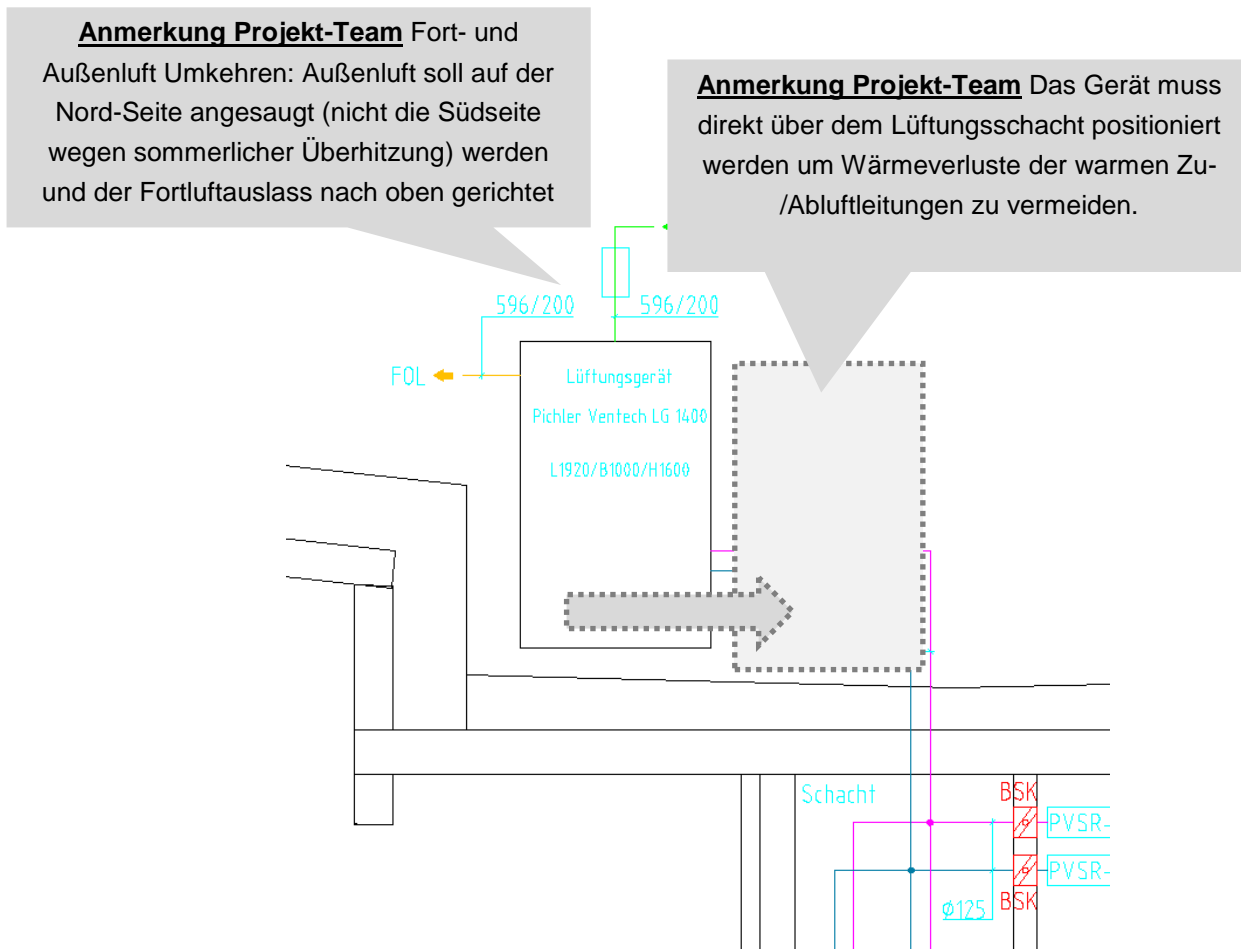 Anmerkung Projekt-Team Fort- und
Außenluft Umkehren: Außenluft soll auf der
Nord-Seite angesaugt (nicht die Südseite
wegen sommerlicher Überhitzung) werden
und der Fortluftauslass nach oben gerichtet
Anmerkung Projekt-Team Das Gerät muss
direkt über dem Lüftungsschacht positioniert
werden um Wärmeverluste der warmen Zu-
/Abluftleitungen zu vermeiden.
596/200
596/200
FOL
Lüftungsgerät
Pichler Ventech LG 1400
L1920/B1000/H1600
Schacht
BSK
PVSR-
PVSR-
BSK
ϕ125